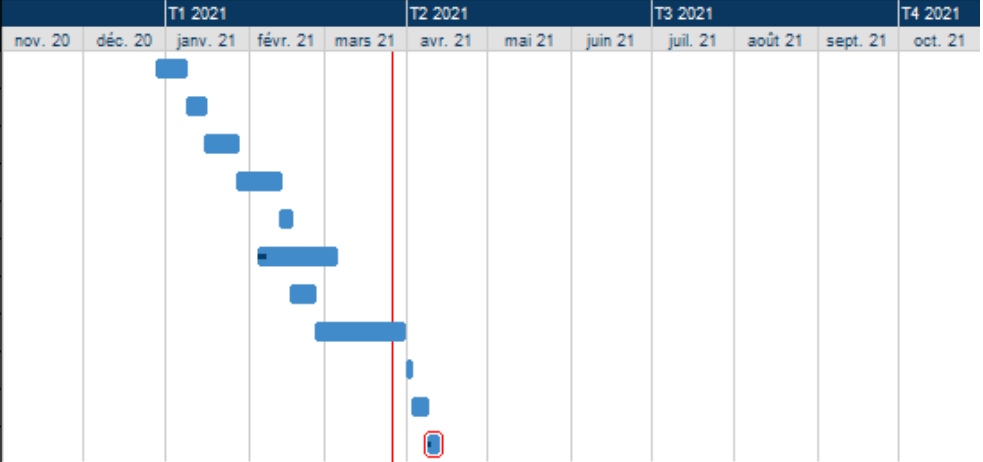 T1 2021 T2 2021 T3 2021 T4 2021
nov. 20 déc. 20 janv. 21 févr. 21 mars 21 avr. 21 mai 21 juin 21 juil. 21 août 21 sept. 21 oct. 21